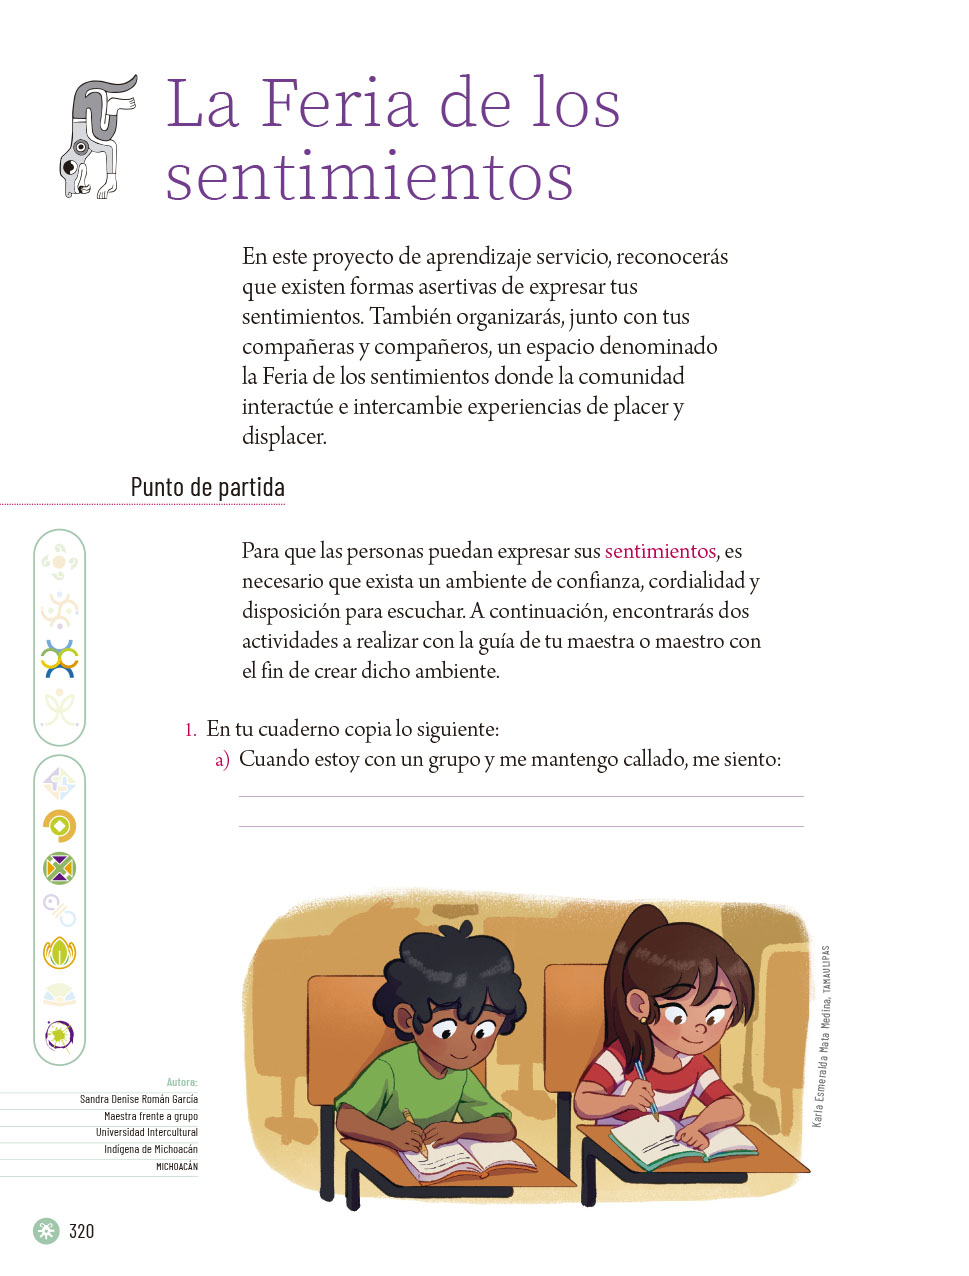 La Feria de los
sentimientos
En este proyecto de aprendizaje servicio, reconocerás
que existen formas asertivas de expresar tus
sentimientos. También organizarás, junto con tus
compañeras y compañeros, un espacio denominado
la Feria de los sentimientos donde la comunidad
interactúe e intercambie experiencias de placer y
displacer.
Punto de partida
Para que las personas puedan expresar sus sentimientos, es
necesario que exista un ambiente de confianza, cordialidad y
disposición para escuchar. A continuación, encontrarás dos
actividades a realizar con la guía de tu maestra o maestro con
el fin de crear dicho ambiente.
1. En tu cuaderno copia lo siguiente:
a) Cuando estoy con un grupo y me mantengo callado, me siento:
Karla Esmeralda Mata Medina, TAMAULIPAS
Autora:
Sandra Denise Román García
Maestra frente a grupo
Universidad Intercultural
Indígena de Michoacán
MICHOACÁN
320